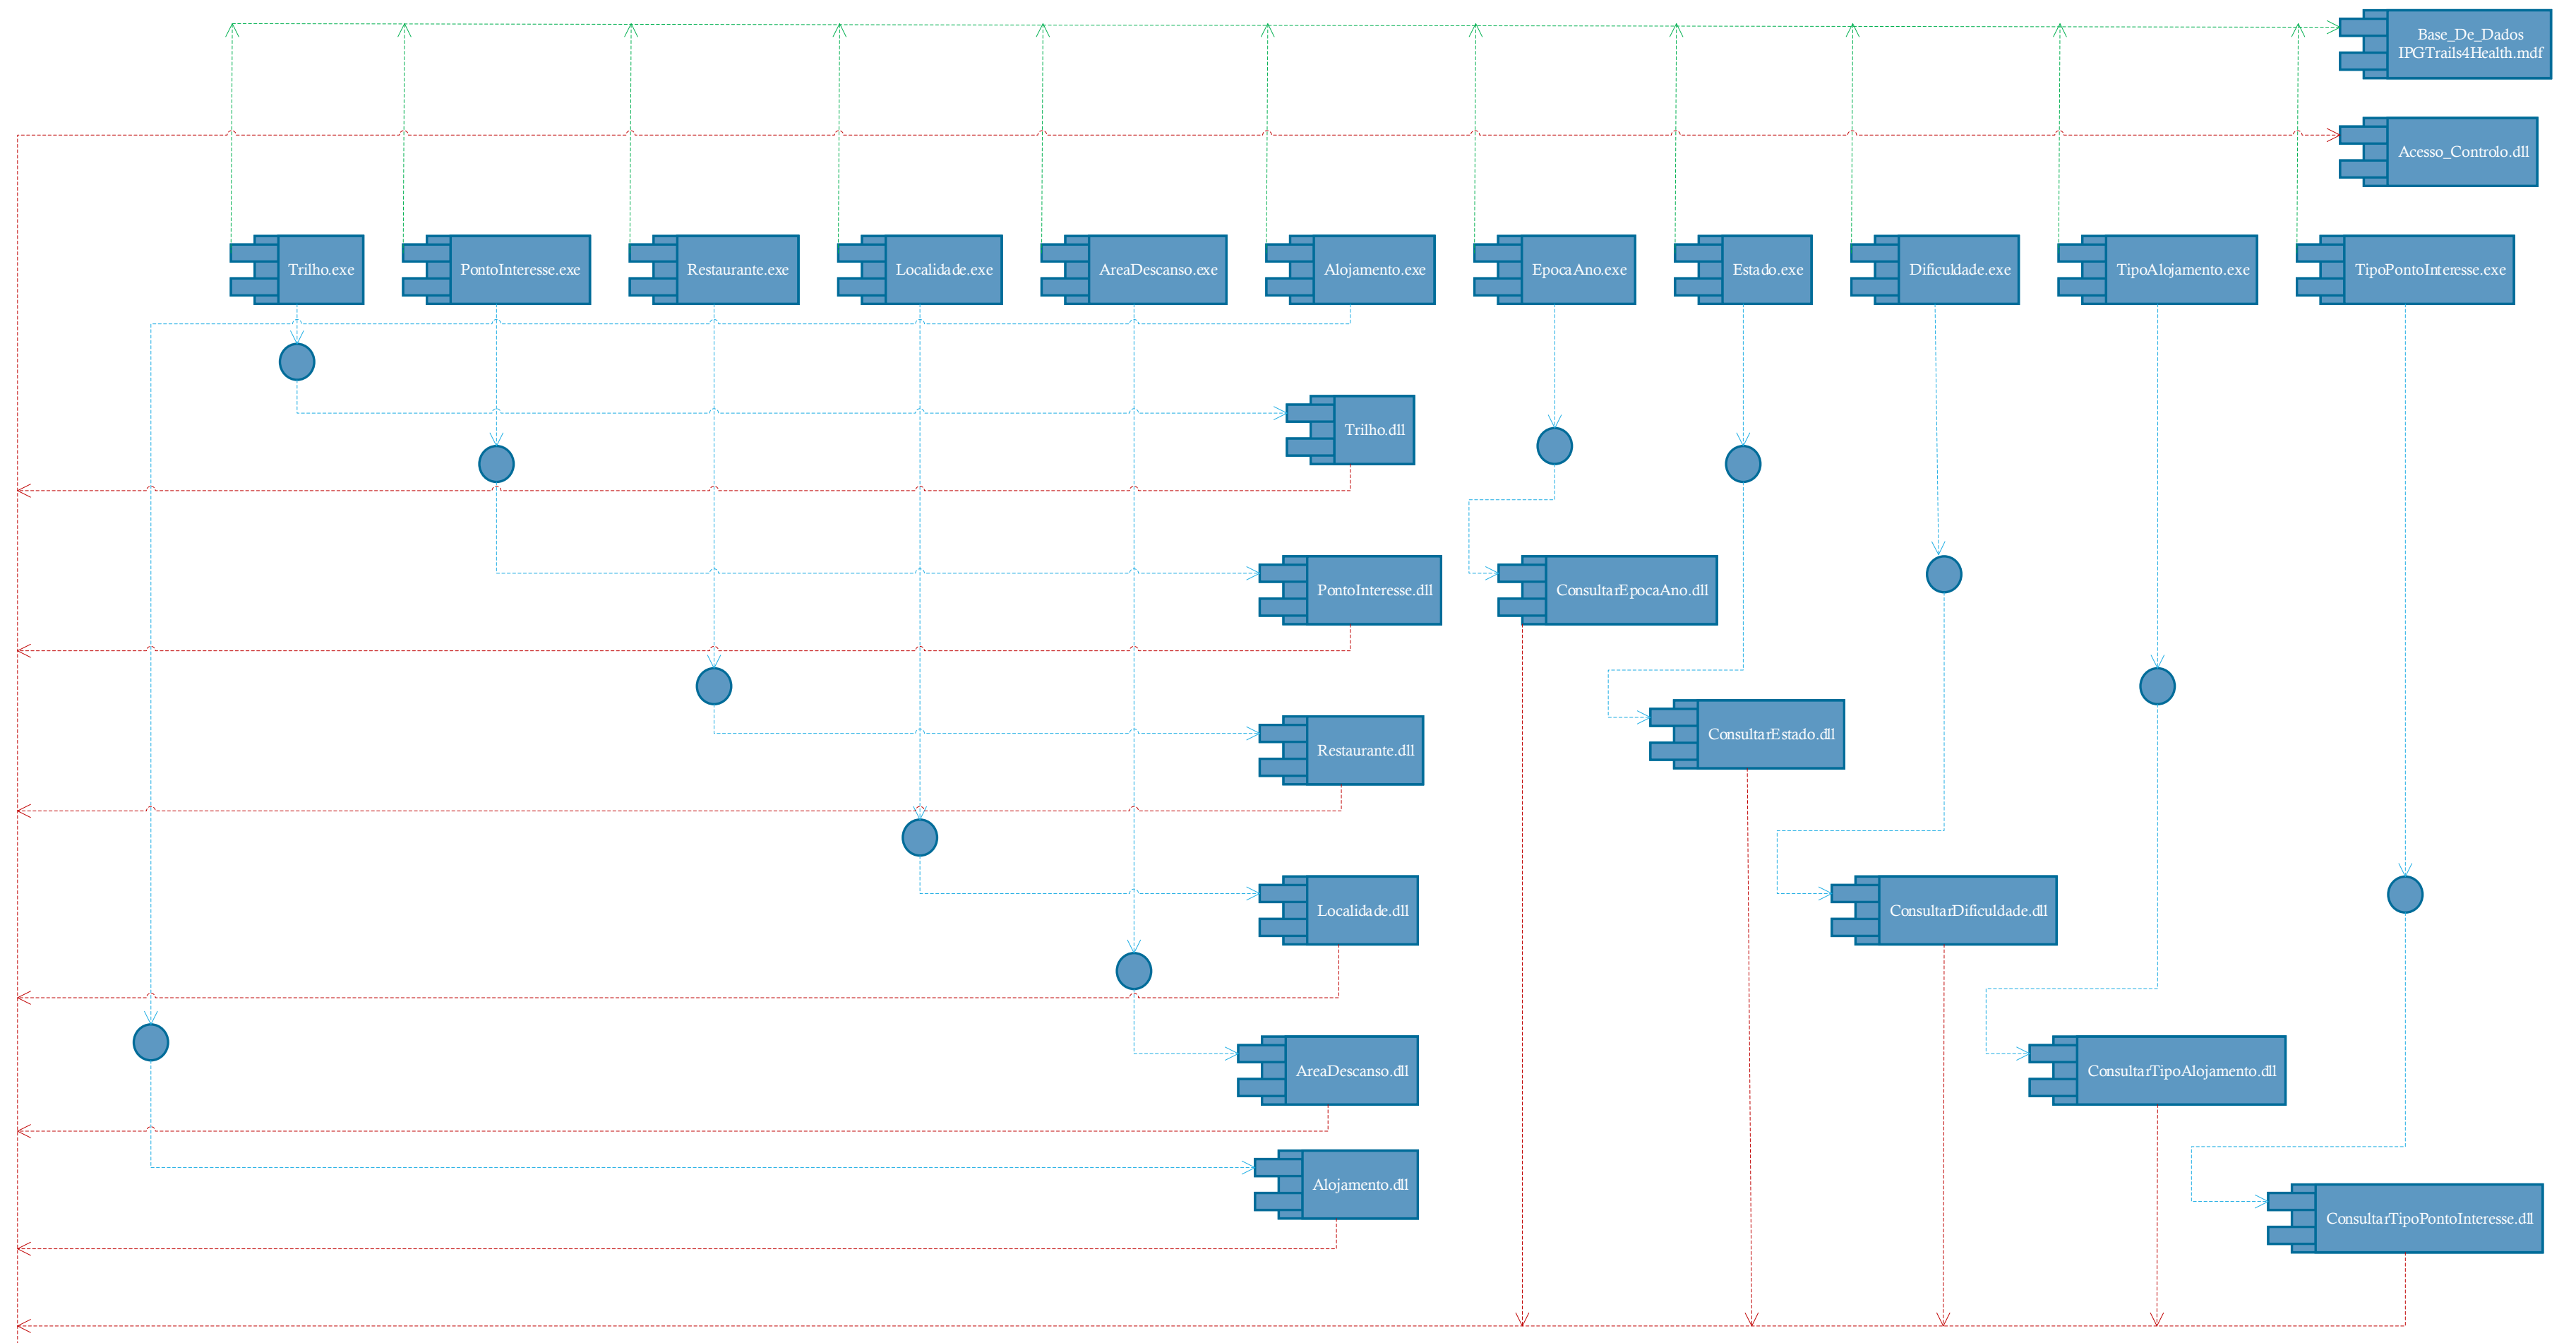 Base_De_Dados
IPGTrails4Health.mdf
Acesso_Controlo.dll
Trilho.exe
PontoInteresse.exe
Restaurante.exe
Localidade.exe
AreaDescanso.exe
Alojamento.exe
EpocaAno.exe
Estado.exe
Dificuldade.exe
TipoAlojamento.exe
TipoPontoInteresse.exe
Trilho.dll
PontoInteresse.dll
ConsultarEpocaAno.dll
ConsultarEstado.dll
Restaurante.dll
Localidade.dll
ConsultarDificuldade.dll
AreaDescanso.dll
ConsultarTipoAlojamento.dll
Alojamento.dll
ConsultarTipoPontoInteresse.dll